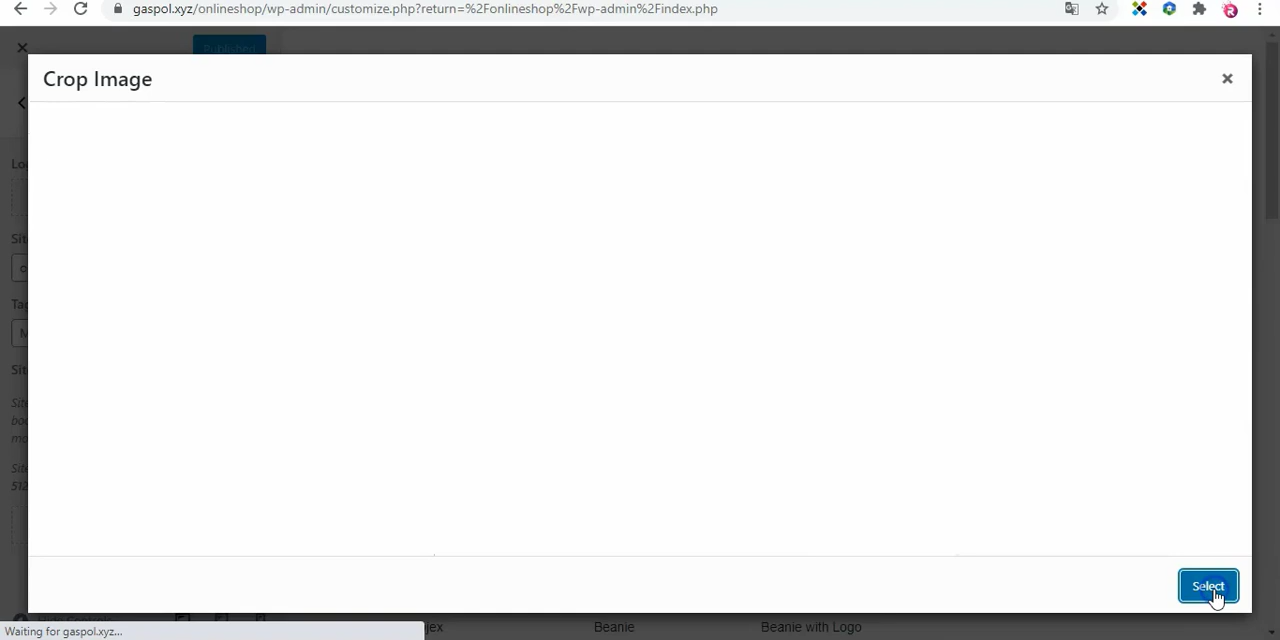 gaspol.xyz/onlineshop/wp-admin/customize.php?return=%2Fonlineshop%2Fwp-admin%2Findex.php
Published
Crop Image
Select
Waiting for gaspol.xyz...
Beanie
Beanie with Logo